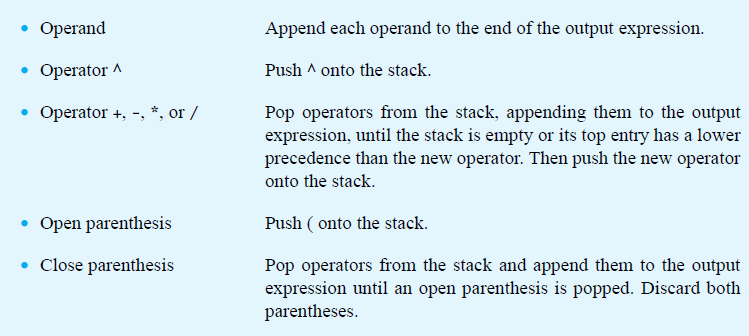 • Operand Append each operand to the end of the output expression.
• Operator ^ Push ^ onto the stack.
• Operator +, -, *, or / Pop operators from the stack, appending them to the output
expression, until the stack is empty or its top entry has a lower
precedence than the new operator. Then push the new operator
onto the stack.
• Open parenthesis Push ( onto the stack.
• Close parenthesis Pop operators from the stack and append them to the output
expression until an open parenthesis is popped. Discard both
parentheses.